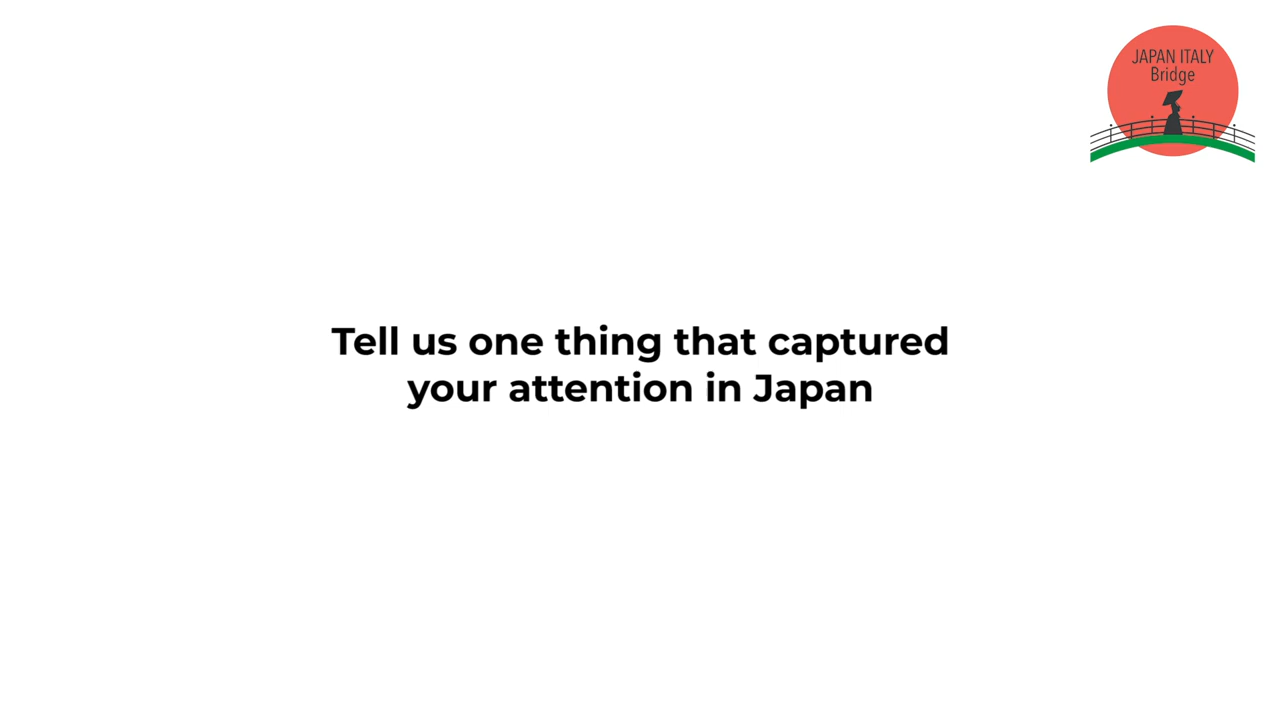 JAPAN ITALY
Bridge
Tell us one thing that captured
your attention in Japan